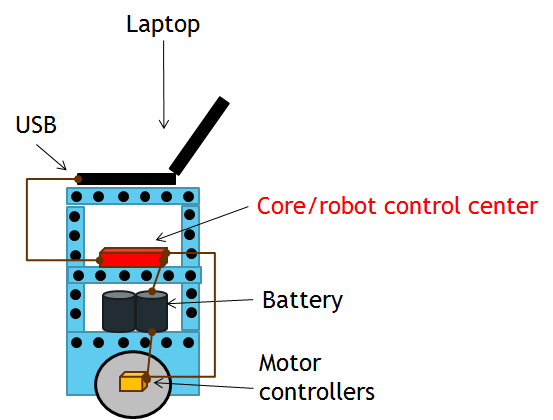 Laptop
USB
Core/robot control center
Battery
Motor
controllers